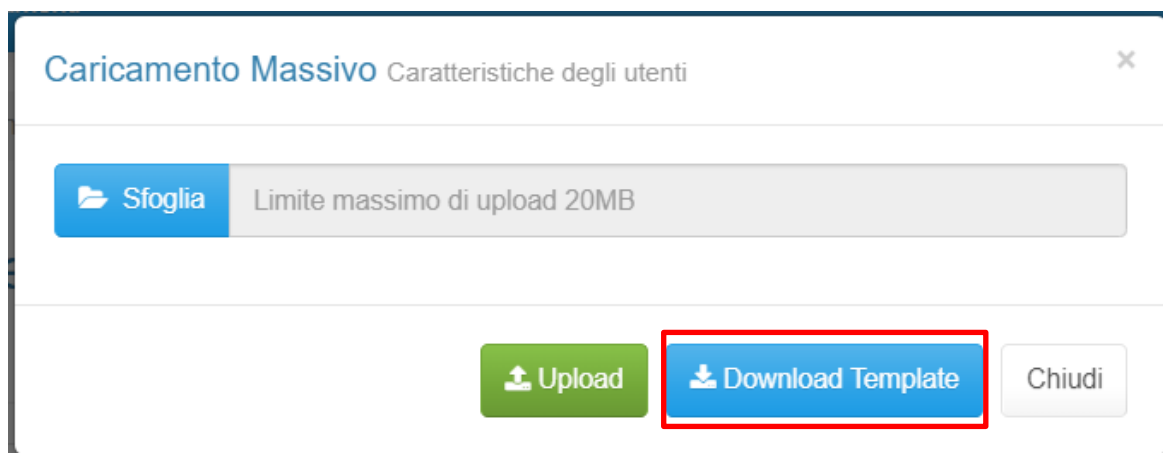 Caricamento Massivo Caratteristiche degli utenti ×
Sfoglia Limite massimo di upload 20MB
Upload Download Template Chiudi